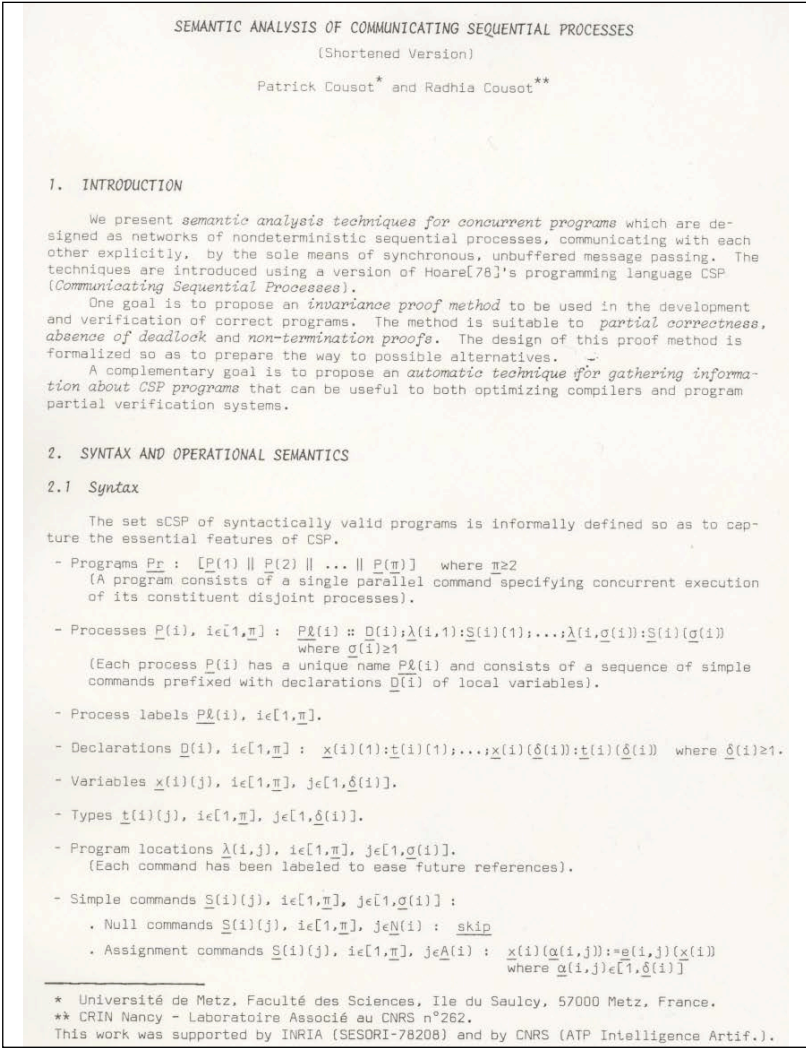 SEMANTIC ANALYSIS OF COMMUNICATING SEQUENTIAL PROCESSES
(Shortened Version)
Patrick Cousot* and Radhia Cousot**
1. INTRODUCTION
We present semantic analysis techniques for concurrent programs which are de-
signed as networks of nondeterministic sequential processes, communicating with each
other explicitly, by the sole means of synchronous, unbuffered message passing. The
techniques are introduced using a version of Hoare[78]'s programming language CSP
(Communicating Sequential Processes).
One goal is to propose an invariance proof method to be used in the development
and verification of correct programs. The method is suitable to partial correctness,
absence of deadlock and non-termination proofs. The design of this proof method is
formalized so as to prepare the way to possible alternatives.
A complementary goal is to propose an automatic technique for gathering informa-
tion about CSP programs that can be useful to both optimizing compilers and program
partial verification systems.
2. SYNTAX AND OPERATIONAL SEMANTICS
2.1 Syntax
The set sCSP of syntactically valid programs is informally defined so as to cap-
ture the essential features of CSP.
- Programs Pr : [P(1) || P(2) || ... || P(π)] where π≥2
(A program consists of a single parallel command specifying concurrent execution
of its constituent disjoint processes).
- Processes P(i), iϵ[1,π] : Pℓ(i) :: D(i);λ(i,1):S(i)(1);...;λ(i,σ(i)):S(i)(σ(i))
where σ(i)≥1
(Each process P(i) has a unique name Pℓ(i) and consists of a sequence of simple
commands prefixed with declarations D(i) of local variables).
- Process labels Pℓ(i), iϵ[1,π].
- Declarations D(i), iϵ[1,π] : x(i)(1):t(i)(1);...;x(i)(δ(i)):t(i)(δ(i)) where δ(i)≥1.
- Variables x(i)(j), iϵ[1,π], jϵ[1,δ(i)].
- Types t(i)(j), iϵ[1,π], jϵ[1,δ(i)].
- Program locations λ(i,j), iϵ[1,π], jϵ[1,σ(i)].
(Each command has been labeled to ease future references).
- Simple commands S(i)(j), iϵ[1,π], jϵ[1,σ(i)] :
. Null commands S(i)(j), iϵ[1,π], jϵN(i) : skip
. Assignment commands S(i)(j), iϵ[1,π], jϵA(i) : x(i)(α(i,j)):=e(i,j)(x(i))
where α(i,j)ϵ[1,δ(i)]
* Université de Metz, Faculté des Sciences, Ile du Saulcy, 57000 Metz, France.
** CRIN Nancy - Laboratoire Associé au CNRS n°262.
This work was supported by INRIA (SESORI-78208) and by CNRS (ATP Intelligence Artif.).